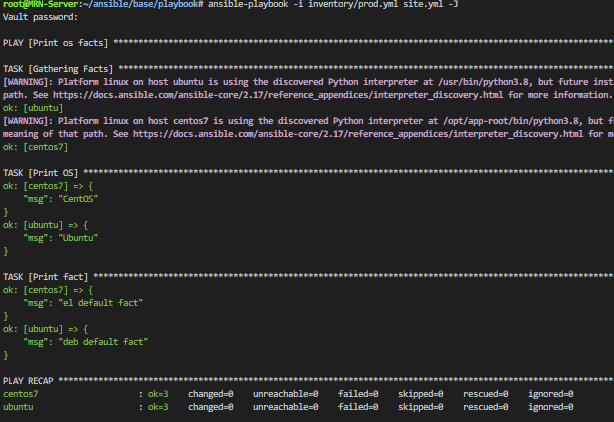 root@MRN-Server:~/ansible/base/playbook# ansible-playbook -i inventory/prod.yml site.yml -J
Vault password:
PLAY [Print os facts] ****************************************************************************************************
TASK [Gathering Facts] ***************************************************************************************************
[WARNING]: Platform linux on host ubuntu is using the discovered Python interpreter at /usr/bin/python3.8, but future inst
path. See https://docs.ansible.com/ansible-core/2.17/reference_appendices/interpreter_discovery.html for more information.
ok: [ubuntu]
[WARNING]: Platform linux on host centos7 is using the discovered Python interpreter at /opt/app-root/bin/python3.8, but f
meaning of that path. See https://docs.ansible.com/ansible-core/2.17/reference_appendices/interpreter_discovery.html for m
ok: [centos7]
TASK [Print OS] **********************************************************************************************************
ok: [centos7] => {
    "msg": "CentOS"
}
ok: [ubuntu] => {
    "msg": "Ubuntu"
}
TASK [Print fact] ********************************************************************************************************
ok: [centos7] => {
    "msg": "el default fact"
}
ok: [ubuntu] => {
    "msg": "deb default fact"
}
PLAY RECAP ***************************************************************************************************************
centos7                    : ok=3    changed=0    unreachable=0    failed=0    skipped=0    rescued=0    ignored=0
ubuntu                     : ok=3    changed=0    unreachable=0    failed=0    skipped=0    rescued=0    ignored=0